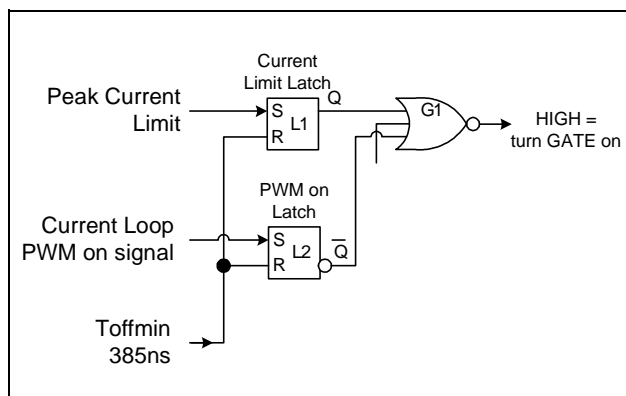 Current
Limit Latch
Peak Current
Limit
S
R
L1
Q
G1
HIGH =
turn GATE on
PWM on
Latch
Current Loop
PWM on signal
S
R
L2
Q̅
Toffmin
385ns